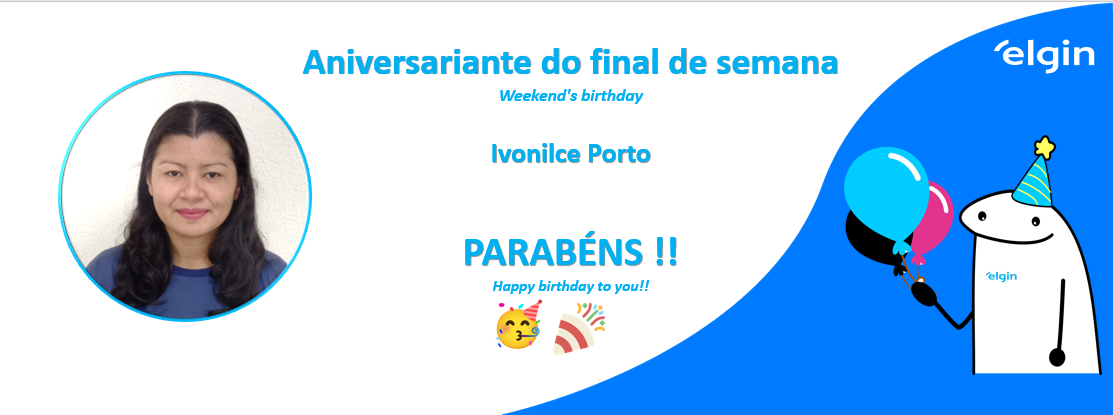 elgin
Aniversariante do final de semana
Weekend's birthday
Ivonilce Porto
PARABÉNS !!
Happy birthday to you!!
elgin